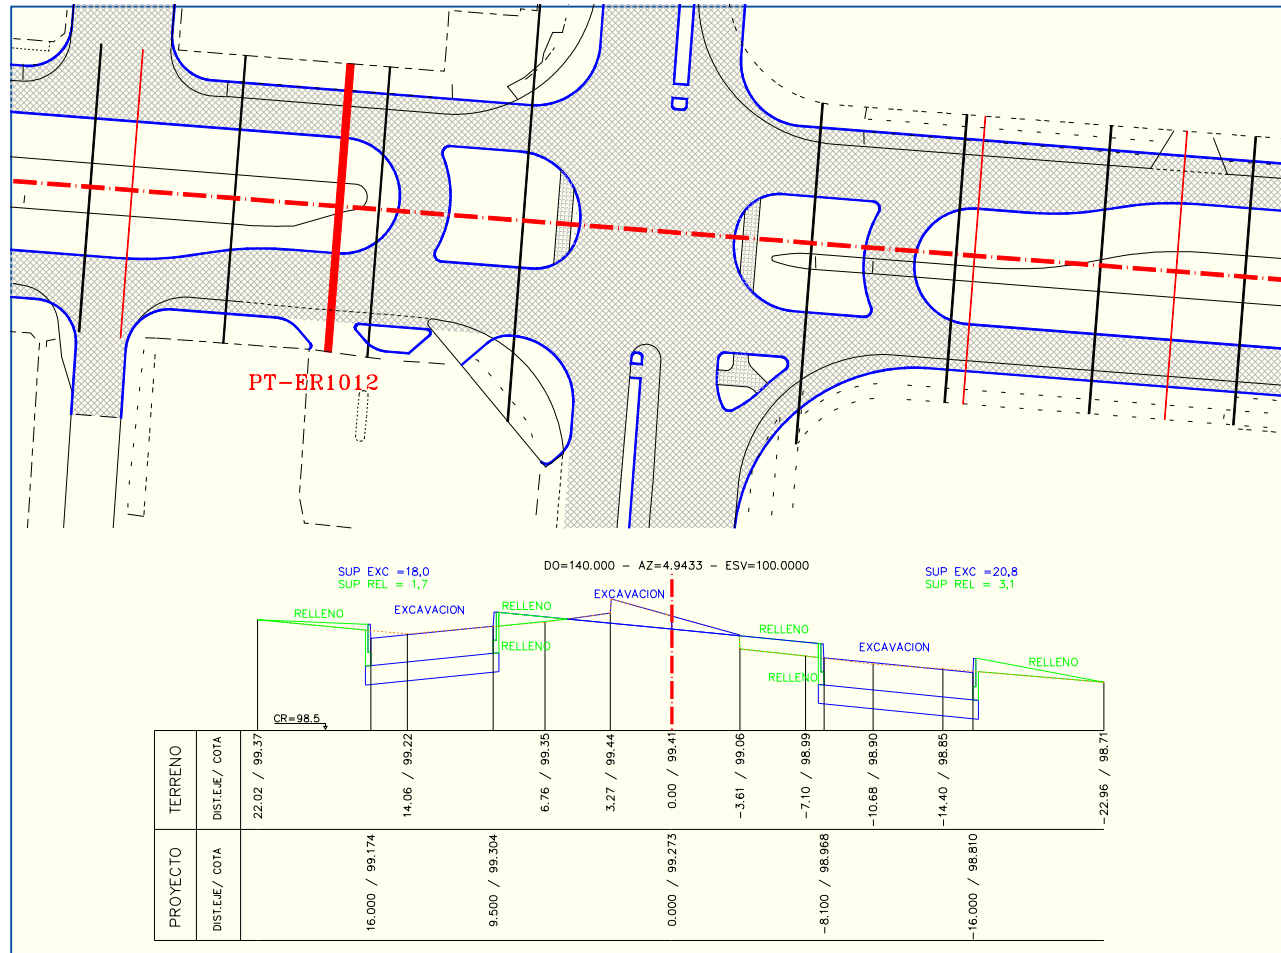 PT-ER1012
DO=140.000 - AZ=4.9433 - ESV=100.0000
SUP EXC =18,0
SUP REL = 1,7
SUP EXC =20,8
SUP REL = 3,1
RELLENO
EXCAVACION
RELLENO
RELLENO
EXCAVACION
RELLENO
RELLENO
EXCAVACION
RELLENO
CR=98.5
TERRENO
DIST.EJE/ COTA
22.02 / 99.37
14.06 / 99.22
6.76 / 99.35
3.27 / 99.44
0.00 / 99.41
-3.61 / 99.06
-7.10 / 98.99
-10.68 / 98.90
-14.40 / 98.85
-22.96 / 98.71
PROYECTO
DIST.EJE/ COTA
16.000 / 99.174
9.500 / 99.304
0.000 / 99.273
-8.100 / 98.968
-16.000 / 98.810